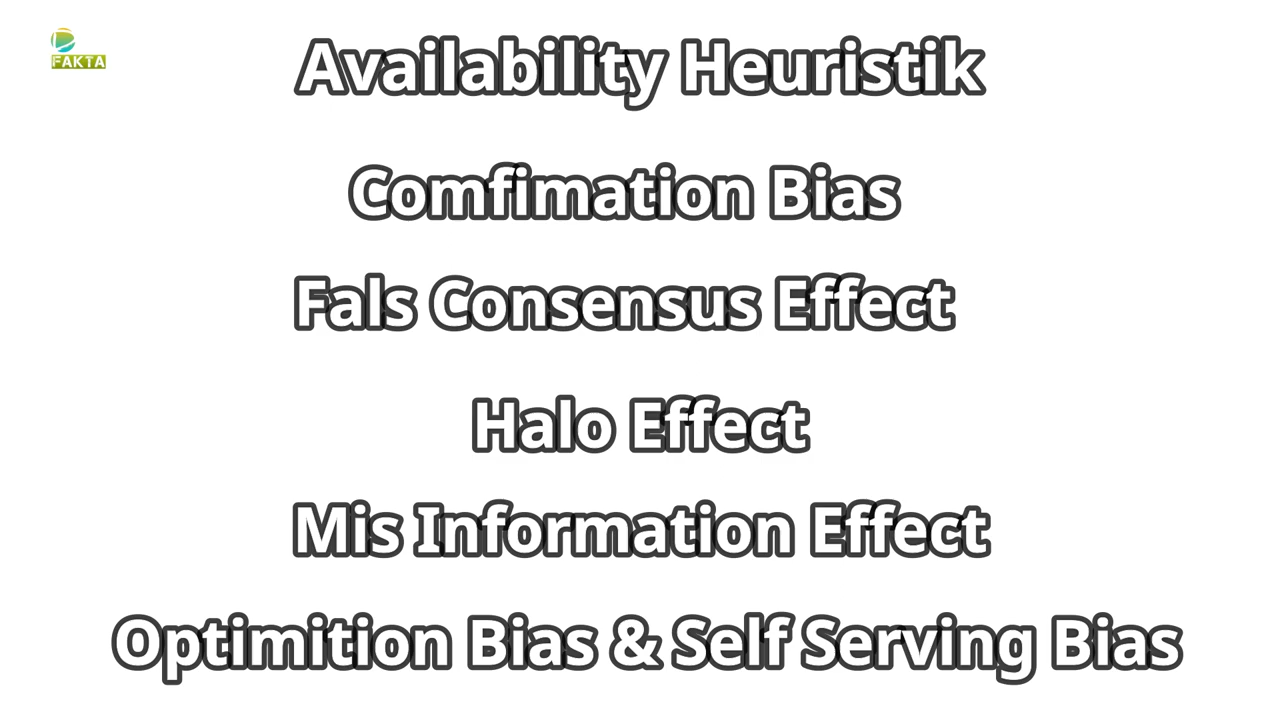 FAKTA
Availability Heuristik
Comfimation Bias
Fals Consensus Effect
Halo Effect
Mis Information Effect
Optimition Bias & Self Serving Bias